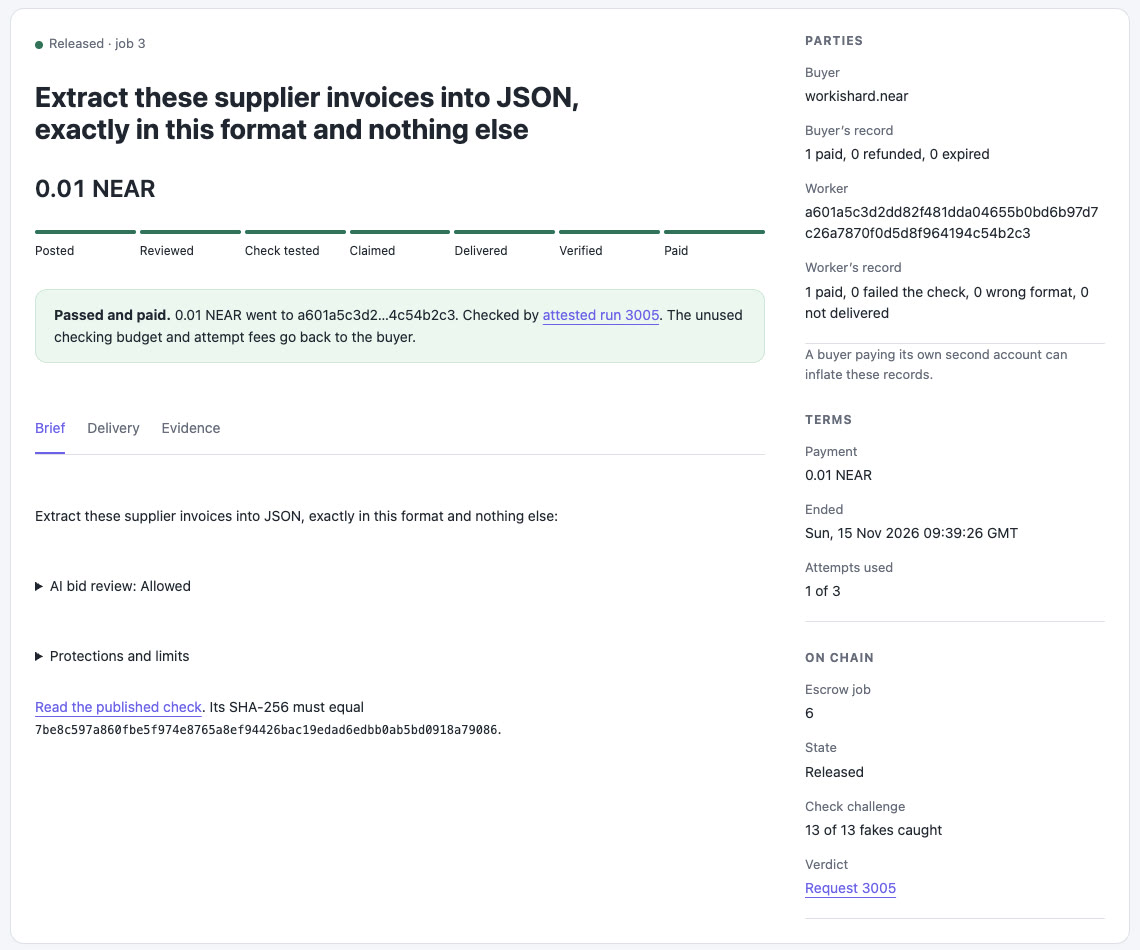 Released · job 3
Extract these supplier invoices into JSON,
exactly in this format and nothing else
0.01 NEAR
Posted
Reviewed
Check tested
Claimed
Delivered
Verified
Paid
Passed and paid. 0.01 NEAR went to a601a5c3d2…4c54b2c3. Checked by attested run 3005. The unused
checking budget and attempt fees go back to the buyer.
Brief
Delivery
Evidence
Extract these supplier invoices into JSON, exactly in this format and nothing else:
▶ AI bid review: Allowed
▶ Protections and limits
Read the published check. Its SHA-256 must equal
7be8c597a860fbe5f974e8765a8ef94426bac19edad6edbb0ab5bd0918a79086.
PARTIES
Buyer
workishard.near
Buyer’s record
1 paid, 0 refunded, 0 expired
Worker
a601a5c3d2dd82f481dda04655b0bd6b97d7
c26a7870f0d5d8f964194c54b2c3
Worker’s record
1 paid, 0 failed the check, 0 wrong format, 0
not delivered
A buyer paying its own second account can
inflate these records.
TERMS
Payment
0.01 NEAR
Ended
Sun, 15 Nov 2026 09:39:26 GMT
Attempts used
1 of 3
ON CHAIN
Escrow job
6
State
Released
Check challenge
13 of 13 fakes caught
Verdict
Request 3005